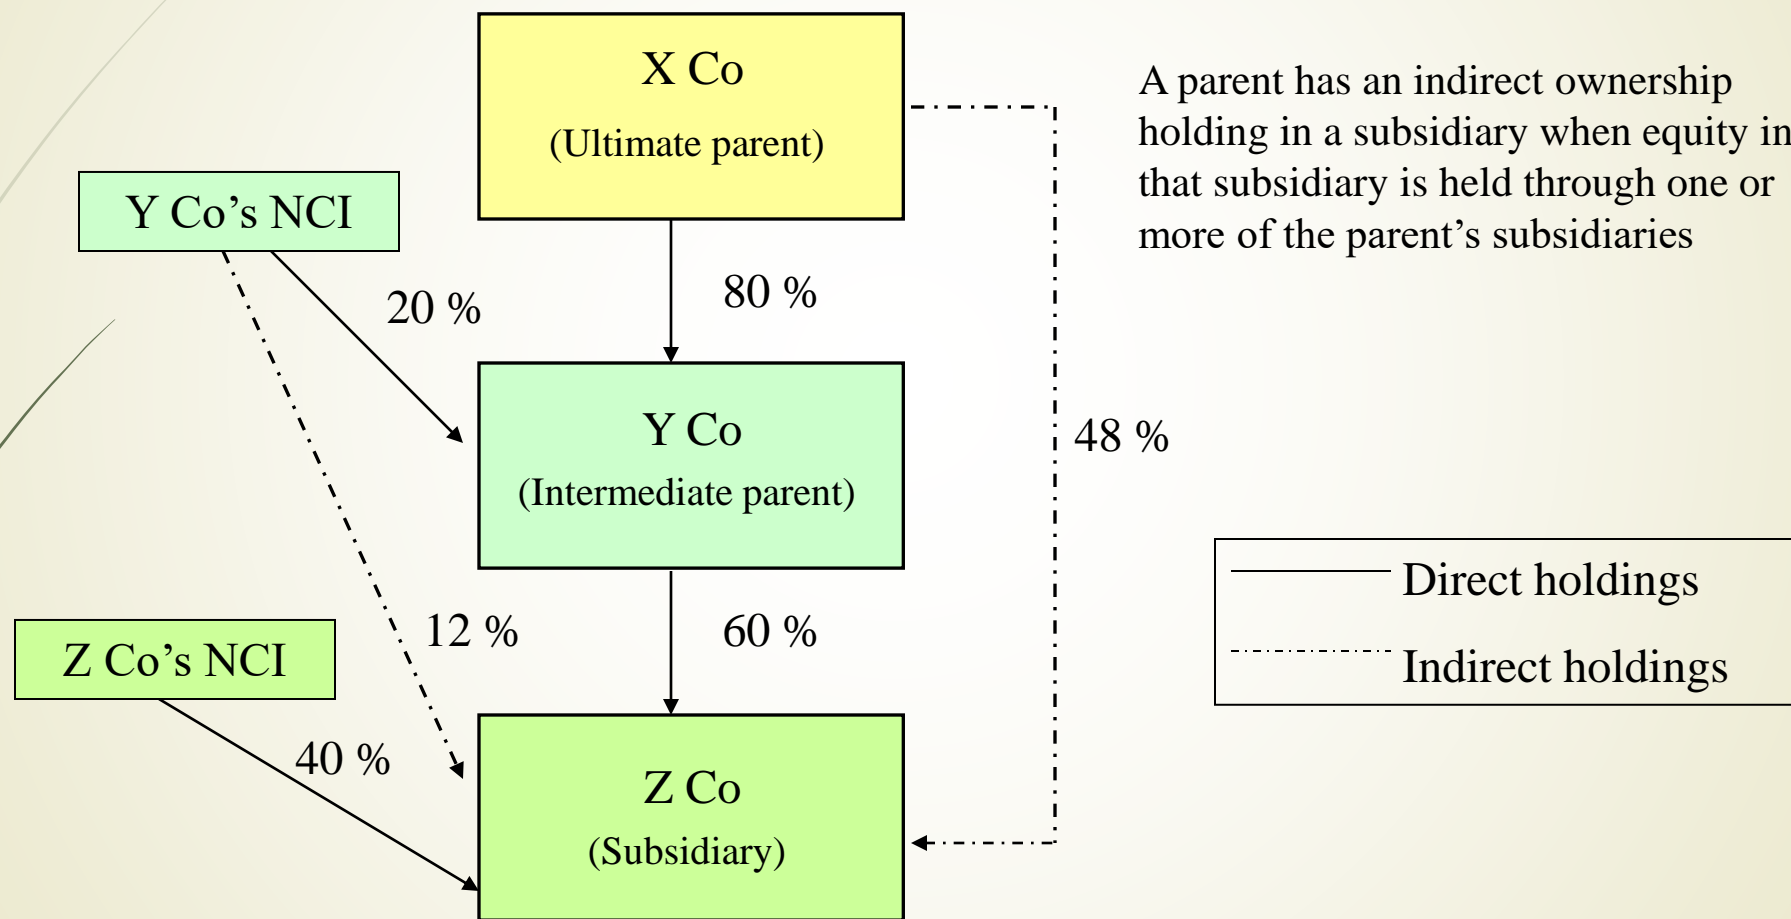 X Co
(Ultimate parent)
A parent has an indirect ownership
holding in a subsidiary when equity in
that subsidiary is held through one or
more of the parent’s subsidiaries
Y Co’s NCI
20 %
80 %
Y Co
(Intermediate parent)
48 %
Direct holdings
Indirect holdings
12 %
60 %
Z Co’s NCI
40 %
Z Co
(Subsidiary)